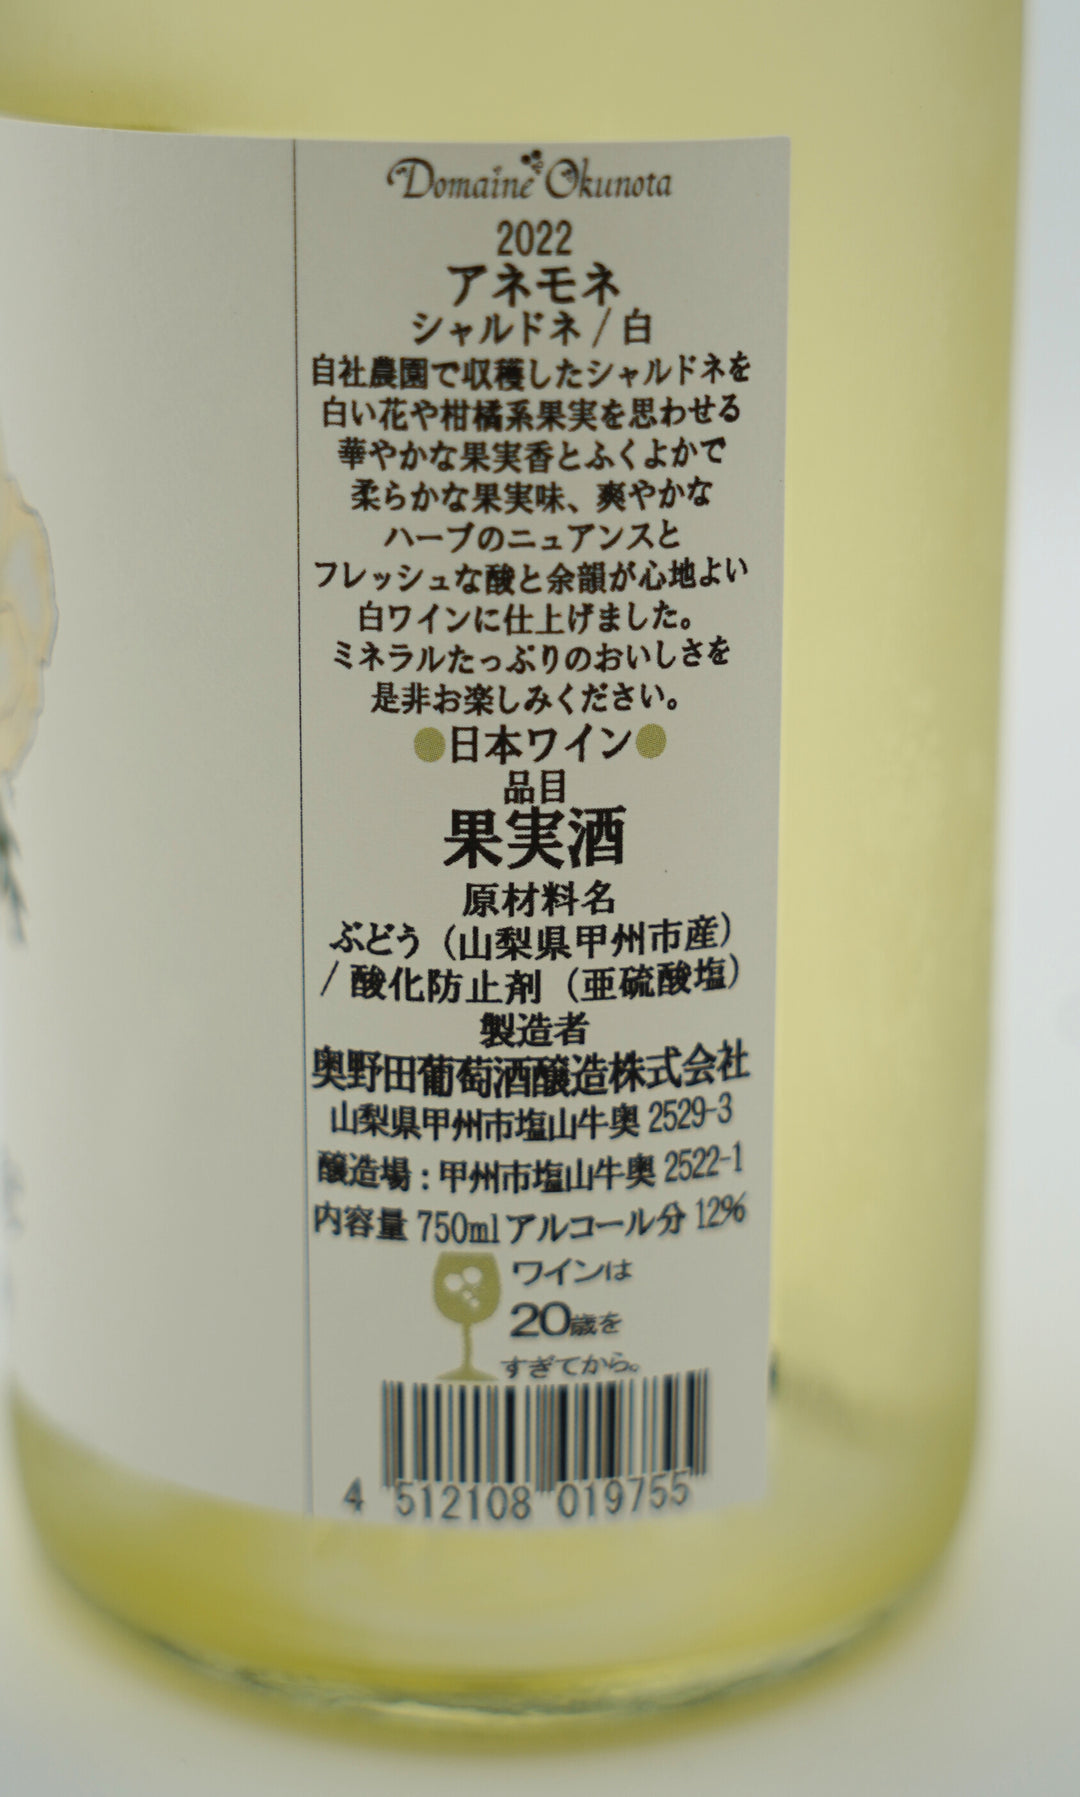 Domaine Okunota
2022
アネモネ
シャルドネ / 白
自社農園で収穫したシャルドネを
白い花や柑橘系果実を思わせる
華やかな果実香とふくよかで
柔らかな果実味、爽やかな
ハーブのニュアンスと
フレッシュな酸と余韻が心地よい
白ワインに仕上げました。
ミネラルたっぷりのおいしさを
是非お楽しみください。
●日本ワイン●
品目
果実酒
原材料名
ぶどう（山梨県甲州市産）
/ 酸化防止剤（亜硫酸塩）
製造者
奥野田葡萄酒醸造株式会社
山梨県甲州市塩山牛奥 2529-3
醸造場 : 甲州市塩山牛奥 2522-1
内容量 750ml アルコール分 12%
ワインは
20歳を
すぎてから。
4 512108 019755